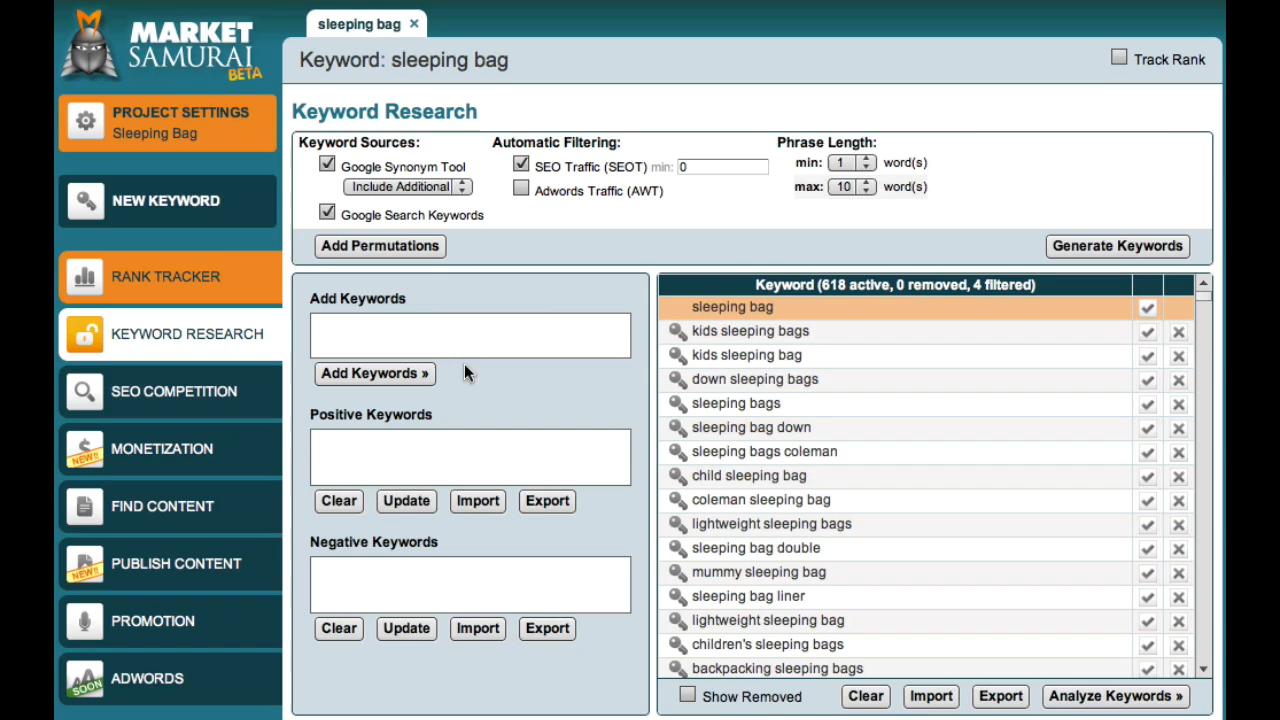 MARKET
SAMURAI
BETA
sleeping bag
Keyword: sleeping bag
Track Rank
PROJECT SETTINGS
Sleeping Bag
NEW KEYWORD
RANK TRACKER
KEYWORD RESEARCH
SEO COMPETITION
MONETIZATION
NEW!!
FIND CONTENT
PUBLISH CONTENT
NEW!!
PROMOTION
ADWORDS
SOON
Keyword Research
Keyword Sources:
Google Synonym Tool
Include Additional
Google Search Keywords
Automatic Filtering:
SEO Traffic (SEOT) min: 0
Adwords Traffic (AWT)
Phrase Length:
min: 1 word(s)
max: 10 word(s)
Add Permutations
Generate Keywords
Add Keywords
Add Keywords »
Positive Keywords
Clear Update Import Export
Negative Keywords
Clear Update Import Export
Keyword (618 active, 0 removed, 4 filtered)
sleeping bag
kids sleeping bags
kids sleeping bag
down sleeping bags
sleeping bags
sleeping bag down
sleeping bags coleman
child sleeping bag
coleman sleeping bag
lightweight sleeping bags
sleeping bag double
mummy sleeping bag
sleeping bag liner
lightweight sleeping bag
children's sleeping bags
backpacking sleeping bags
Show Removed
Clear Import Export Analyze Keywords »